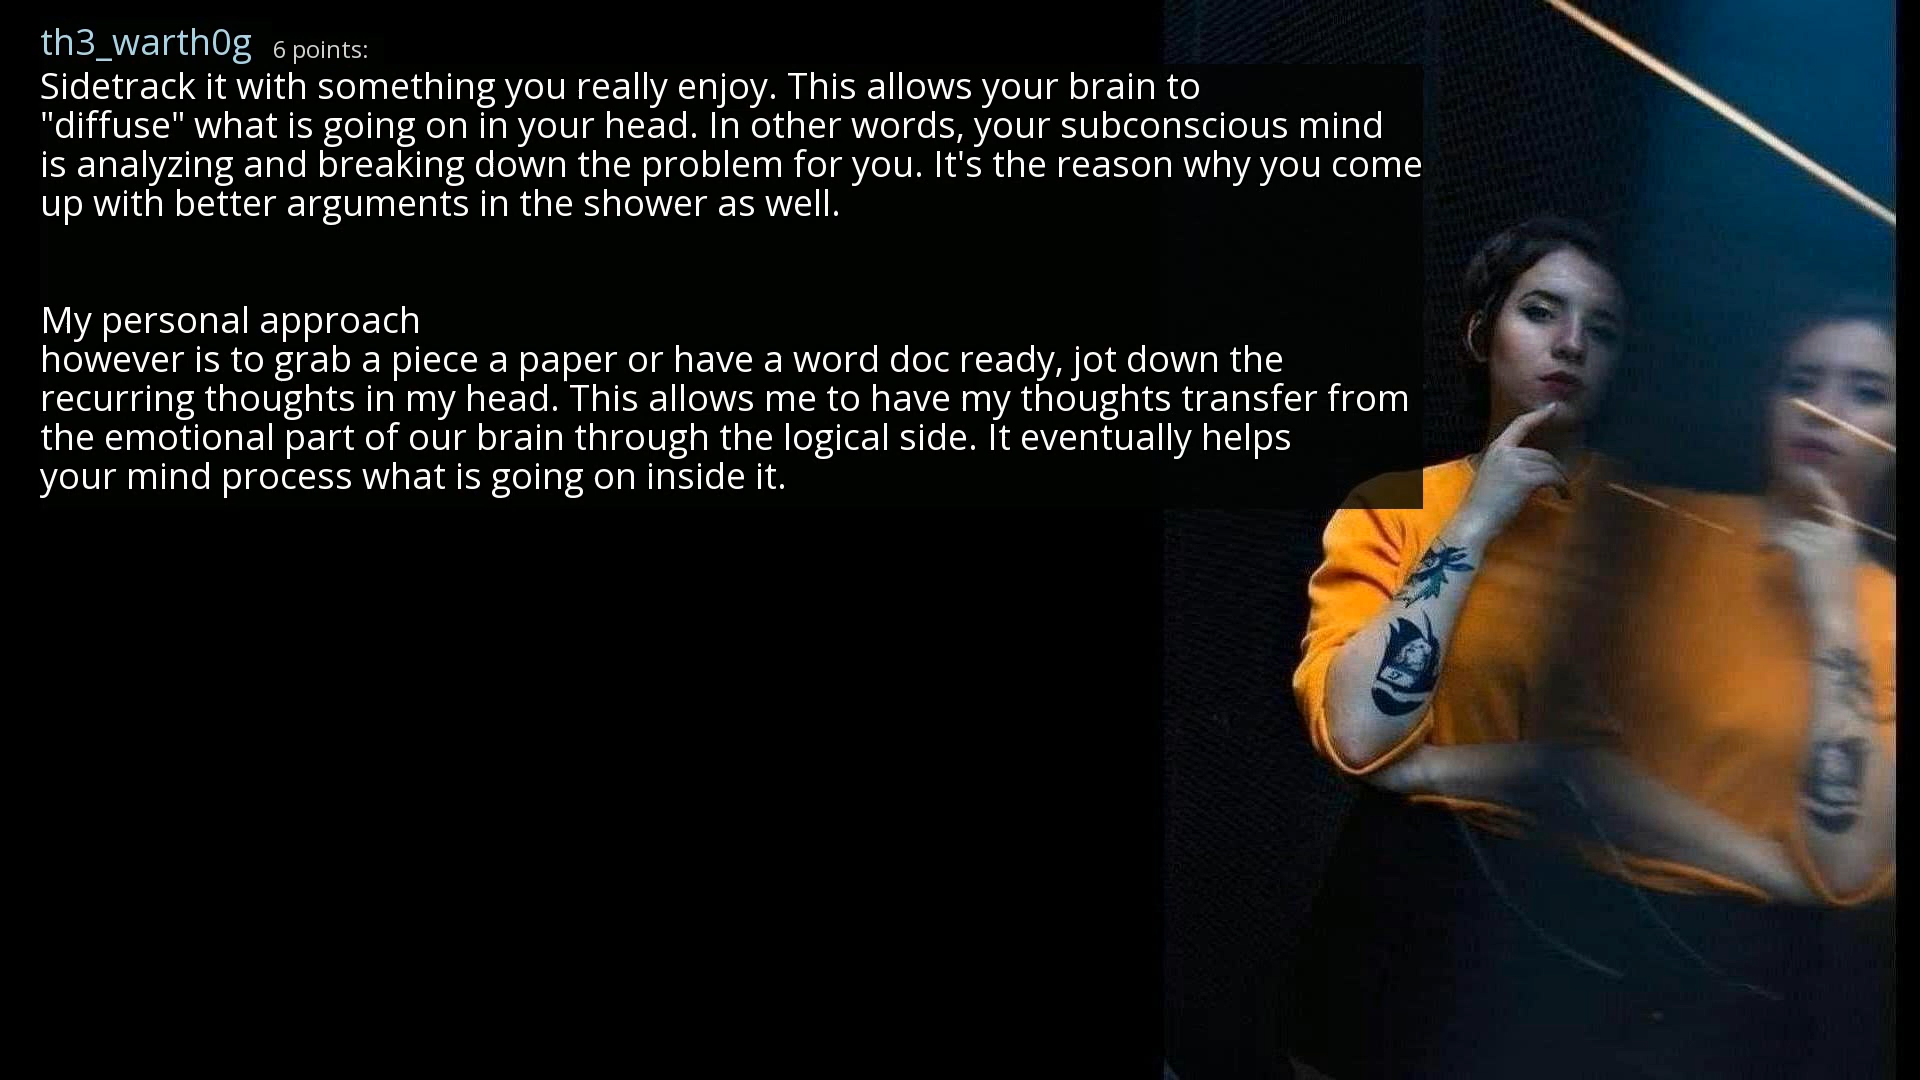 th3_warth0g 6 points:
Sidetrack it with something you really enjoy. This allows your brain to
"diffuse" what is going on in your head. In other words, your subconscious mind
is analyzing and breaking down the problem for you. It's the reason why you come
up with better arguments in the shower as well.
My personal approach
however is to grab a piece a paper or have a word doc ready, jot down the
recurring thoughts in my head. This allows me to have my thoughts transfer from
the emotional part of our brain through the logical side. It eventually helps
your mind process what is going on inside it.